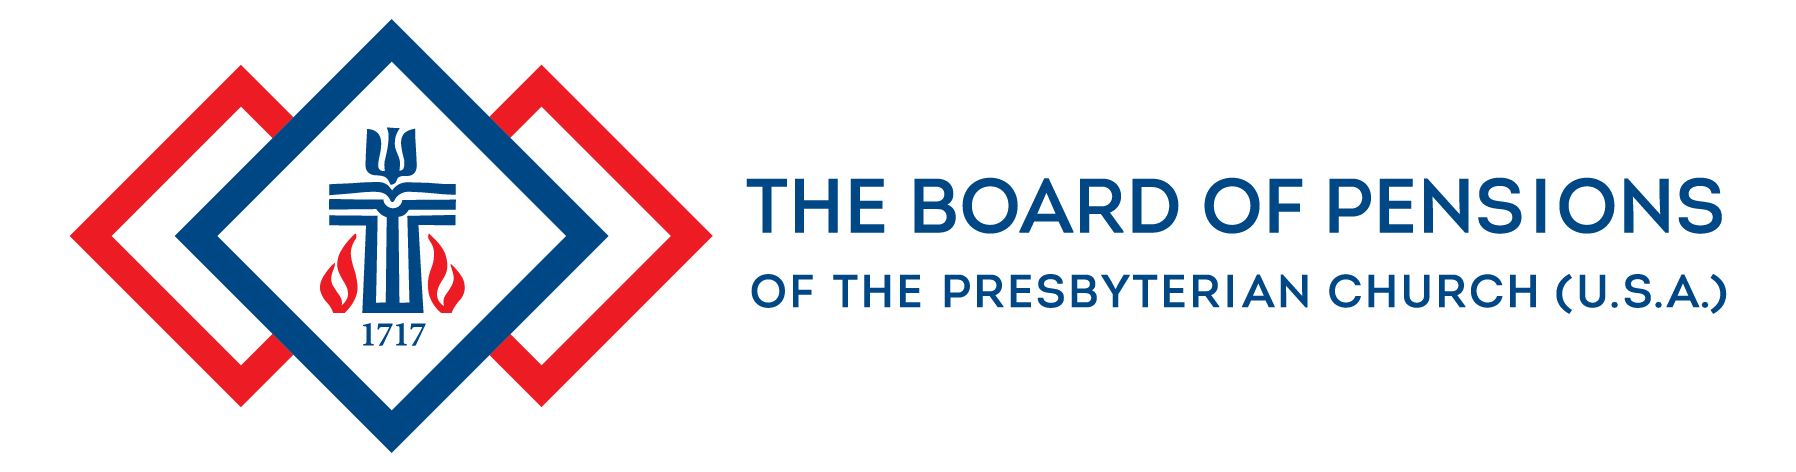 1717
THE BOARD OF PENSIONS
OF THE PRESBYTERIAN CHURCH (U.S.A.)